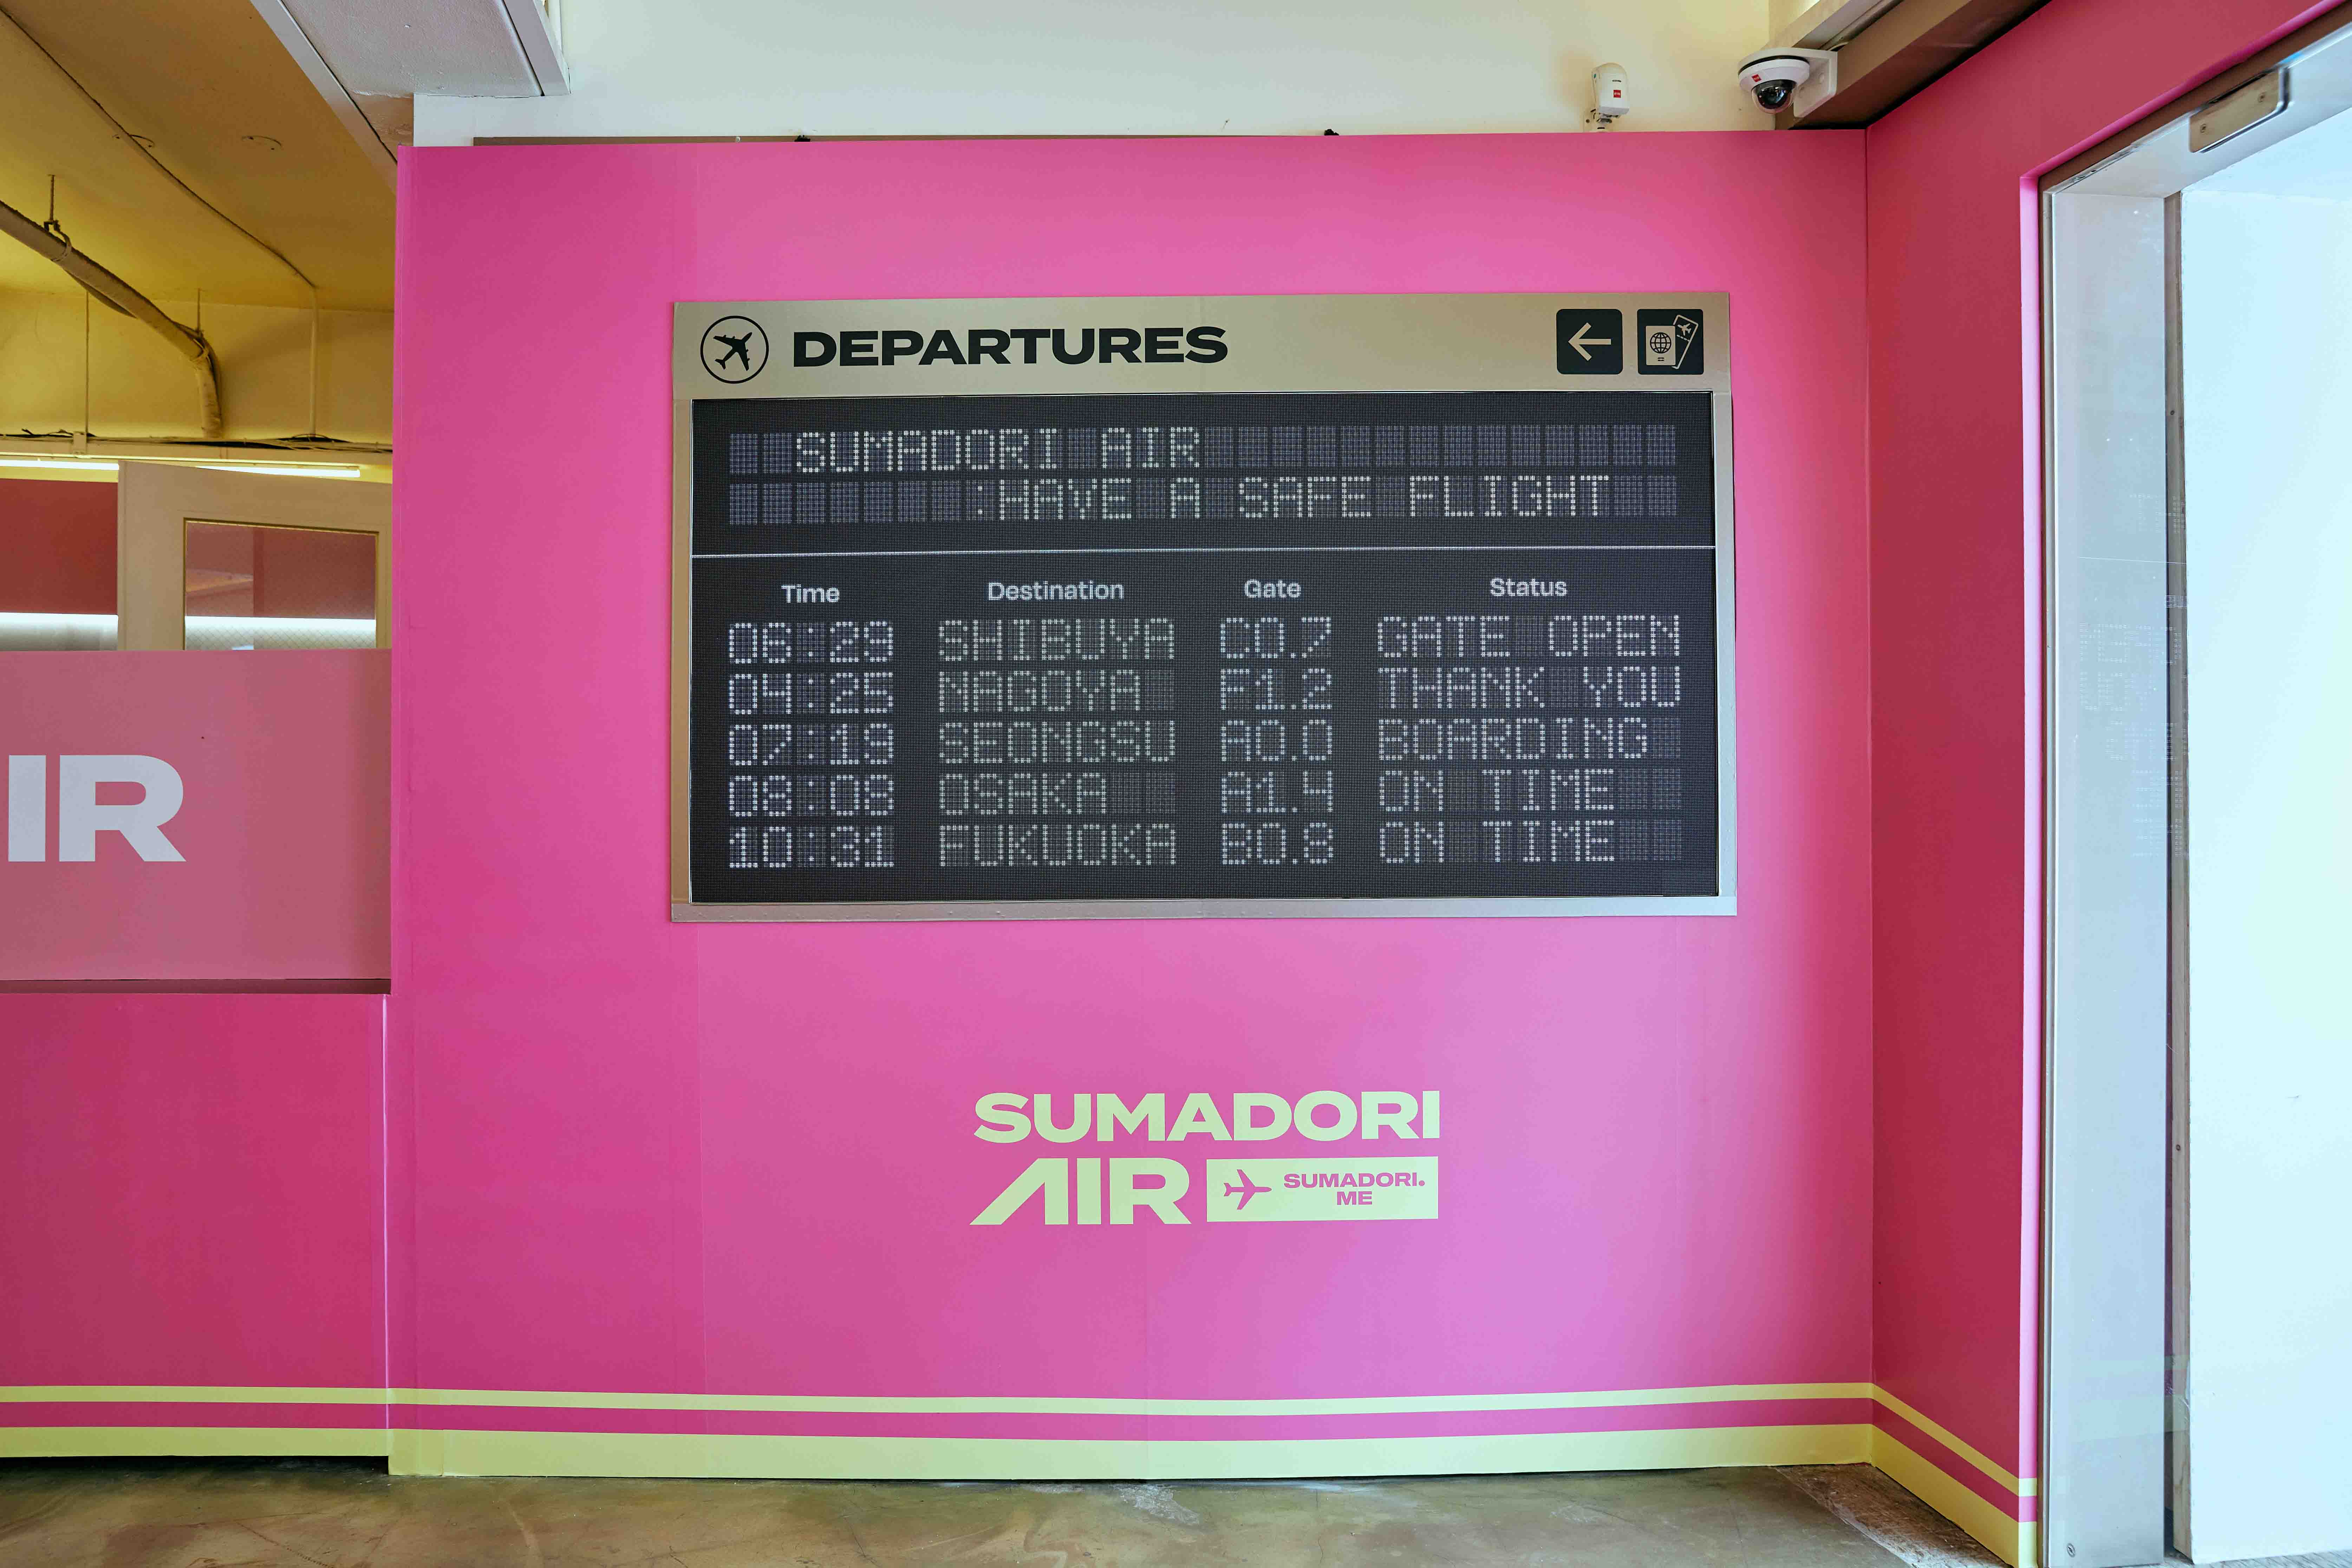 DEPARTURES
SUMADORI AIR
:HAVE A SAFE FLIGHT
Time Destination Gate Status
06:29 SHIBUYA C0.7 GATE OPEN
04:25 NAGOYA F1.2 THANK YOU
07:19 SEONGSU A0.0 BOARDING
08:08 OSAKA A1.4 ON TIME
10:31 FUKUOKA B0.8 ON TIME
IR
SUMADORI
AIR
SUMADORI.
ME